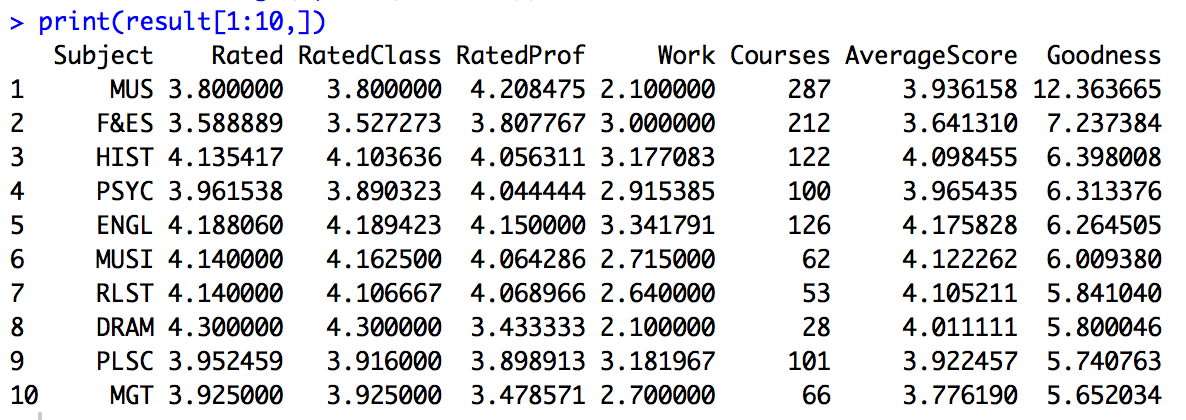 > print(result[1:10,])
Subject Rated RatedClass RatedProf Work Courses AverageScore Goodness
1 MUS 3.800000 3.800000 4.208475 2.100000 287 3.936158 12.363665
2 F&ES 3.588889 3.527273 3.807767 3.000000 212 3.641310 7.237384
3 HIST 4.135417 4.103636 4.056311 3.177083 122 4.098455 6.398008
4 PSYC 3.961538 3.890323 4.044444 2.915385 100 3.965435 6.313376
5 ENGL 4.188060 4.189423 4.150000 3.341791 126 4.175828 6.264505
6 MUSI 4.140000 4.162500 4.064286 2.715000 62 4.122262 6.009380
7 RLST 4.140000 4.106667 4.068966 2.640000 53 4.105211 5.841040
8 DRAM 4.300000 4.300000 3.433333 2.100000 28 4.011111 5.800046
9 PLSC 3.952459 3.916000 3.898913 3.181967 101 3.922457 5.740763
10 MGT 3.925000 3.925000 3.478571 2.700000 66 3.776190 5.652034